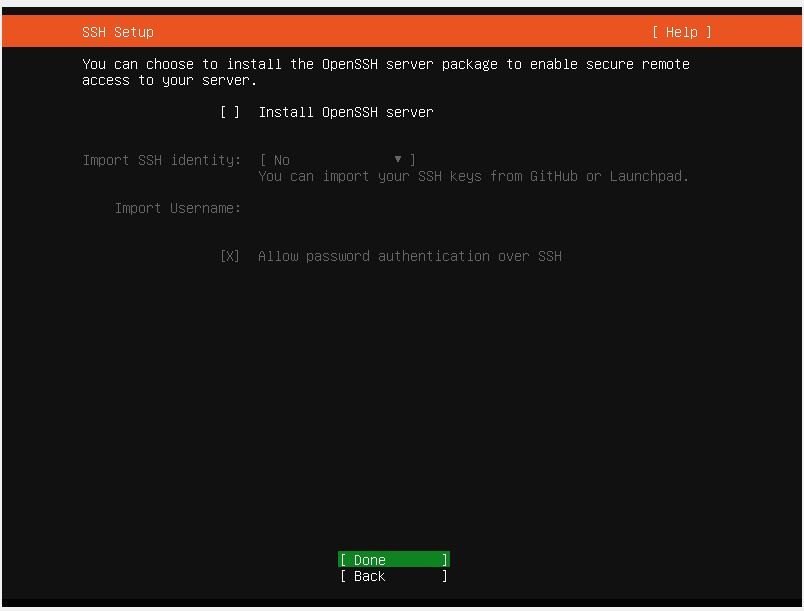 SSH Setup [ Help ]
You can choose to install the OpenSSH server package to enable secure remote
access to your server.
[ ] Install OpenSSH server
Import SSH identity: [ No ▼ ]
You can import your SSH keys from GitHub or Launchpad.
Import Username:
[X] Allow password authentication over SSH
[ Done ]
[ Back ]